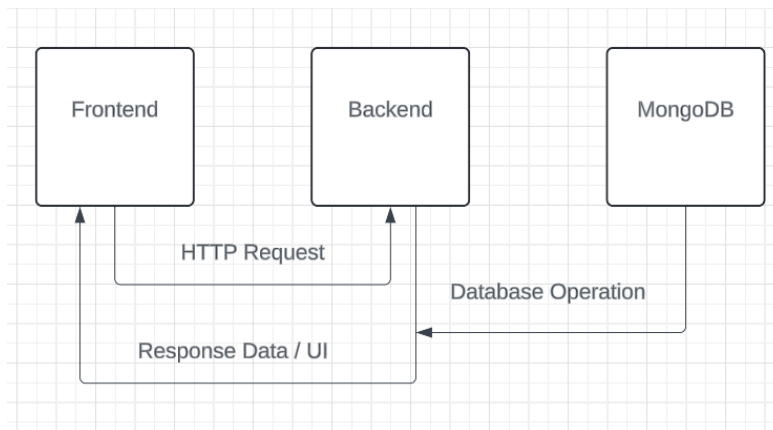 Frontend
Backend
MongoDB
HTTP Request
Database Operation
Response Data / UI